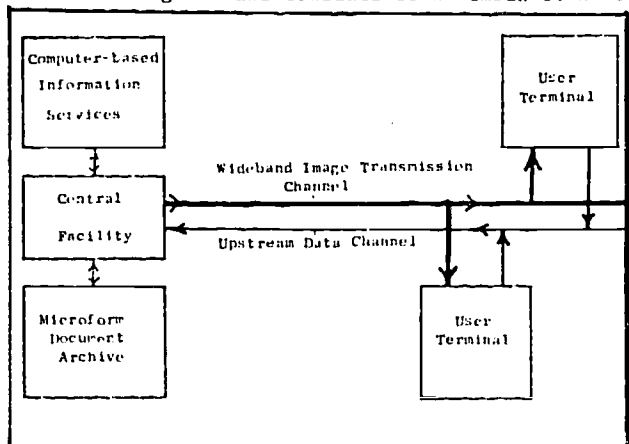 Computer-based
Information
Services
User
Terminal
Wideband Image Transmission
Channel
Central
Facility
Upstream Data Channel
Microform
Document
Archive
User
Terminal